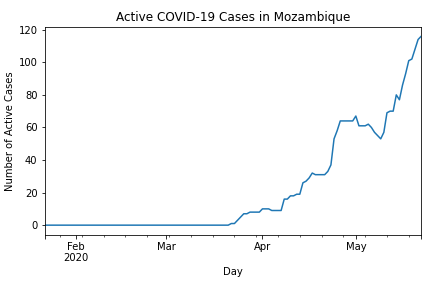 Active COVID-19 Cases in Mozambique
120
100
80
60
40
20
0
Number of Active Cases
Feb
2020
Mar
Apr
May
Day